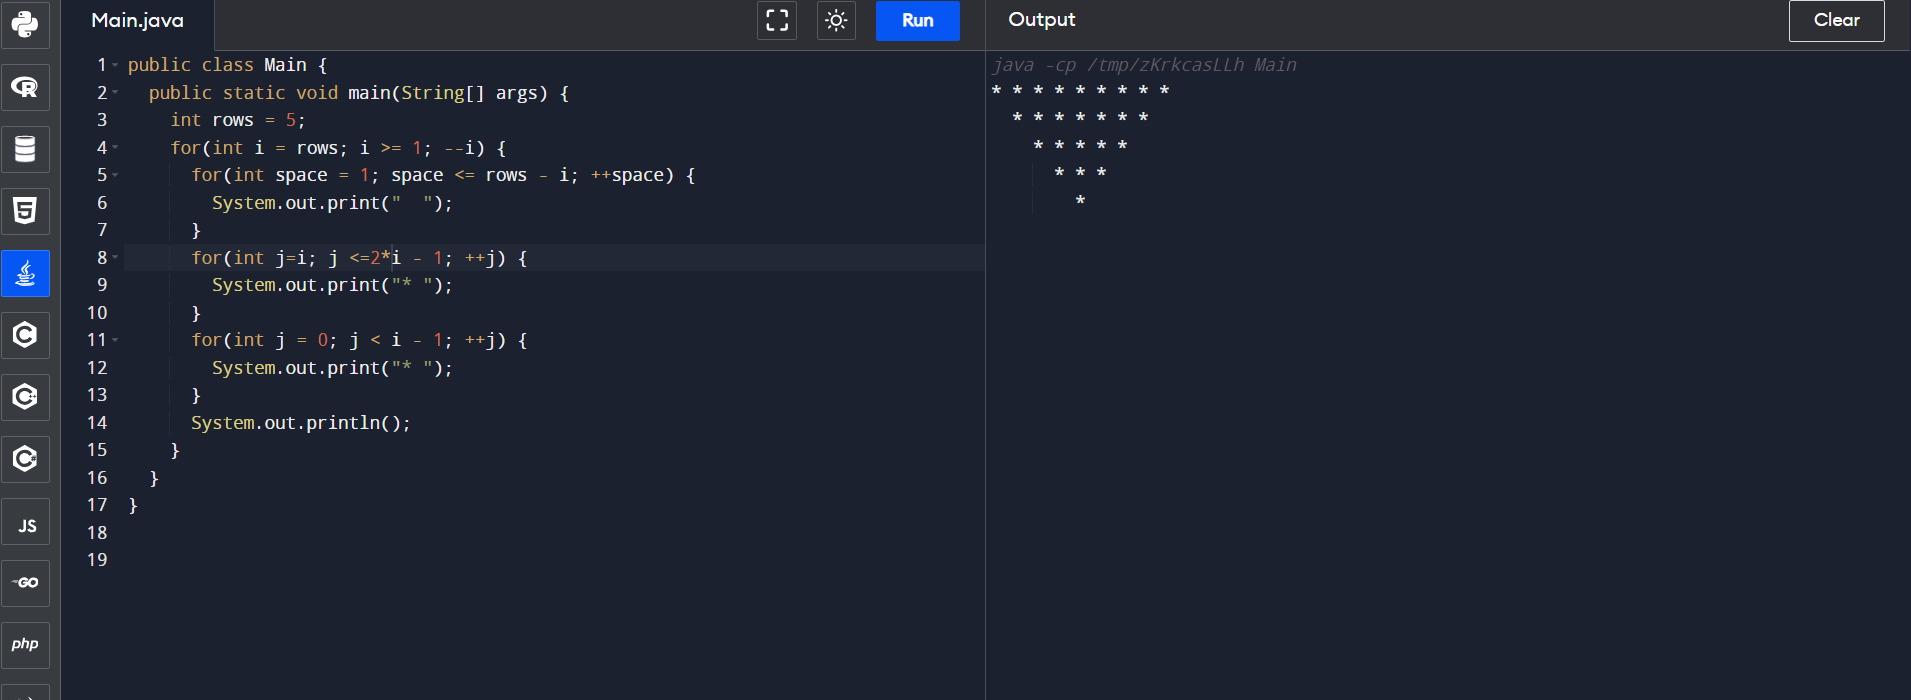 Main.java
Run
Output
Clear
1 public class Main {
2   public static void main(String[] args) {
3     int rows = 5;
4     for(int i = rows; i >= 1; --i) {
5       for(int space = 1; space <= rows - i; ++space) {
6         System.out.print("  ");
7       }
8       for(int j=i; j <=2*i - 1; ++j) {
9         System.out.print("* ");
10       }
11       for(int j = 0; j < i - 1; ++j) {
12         System.out.print("* ");
13       }
14       System.out.println();
15     }
16   }
17 }
18
19
java -cp /tmp/zKrkcasLLh Main
* * * * * * * * *
  * * * * * * *
    * * * * *
      * * *
        *
R
5
C
C++
C#
JS
GO
php